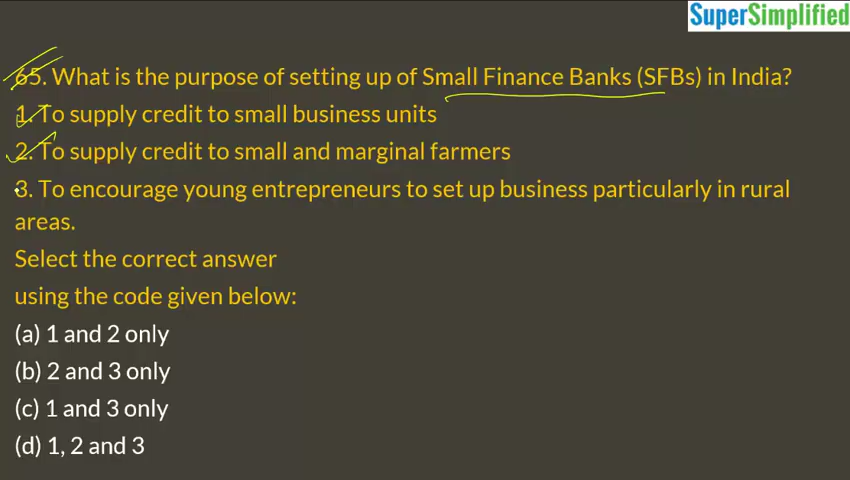 SuperSimplified
65. What is the purpose of setting up of Small Finance Banks (SFBs) in India?
1. To supply credit to small business units
2. To supply credit to small and marginal farmers
3. To encourage young entrepreneurs to set up business particularly in rural
areas.
Select the correct answer
using the code given below:
(a) 1 and 2 only
(b) 2 and 3 only
(c) 1 and 3 only
(d) 1, 2 and 3